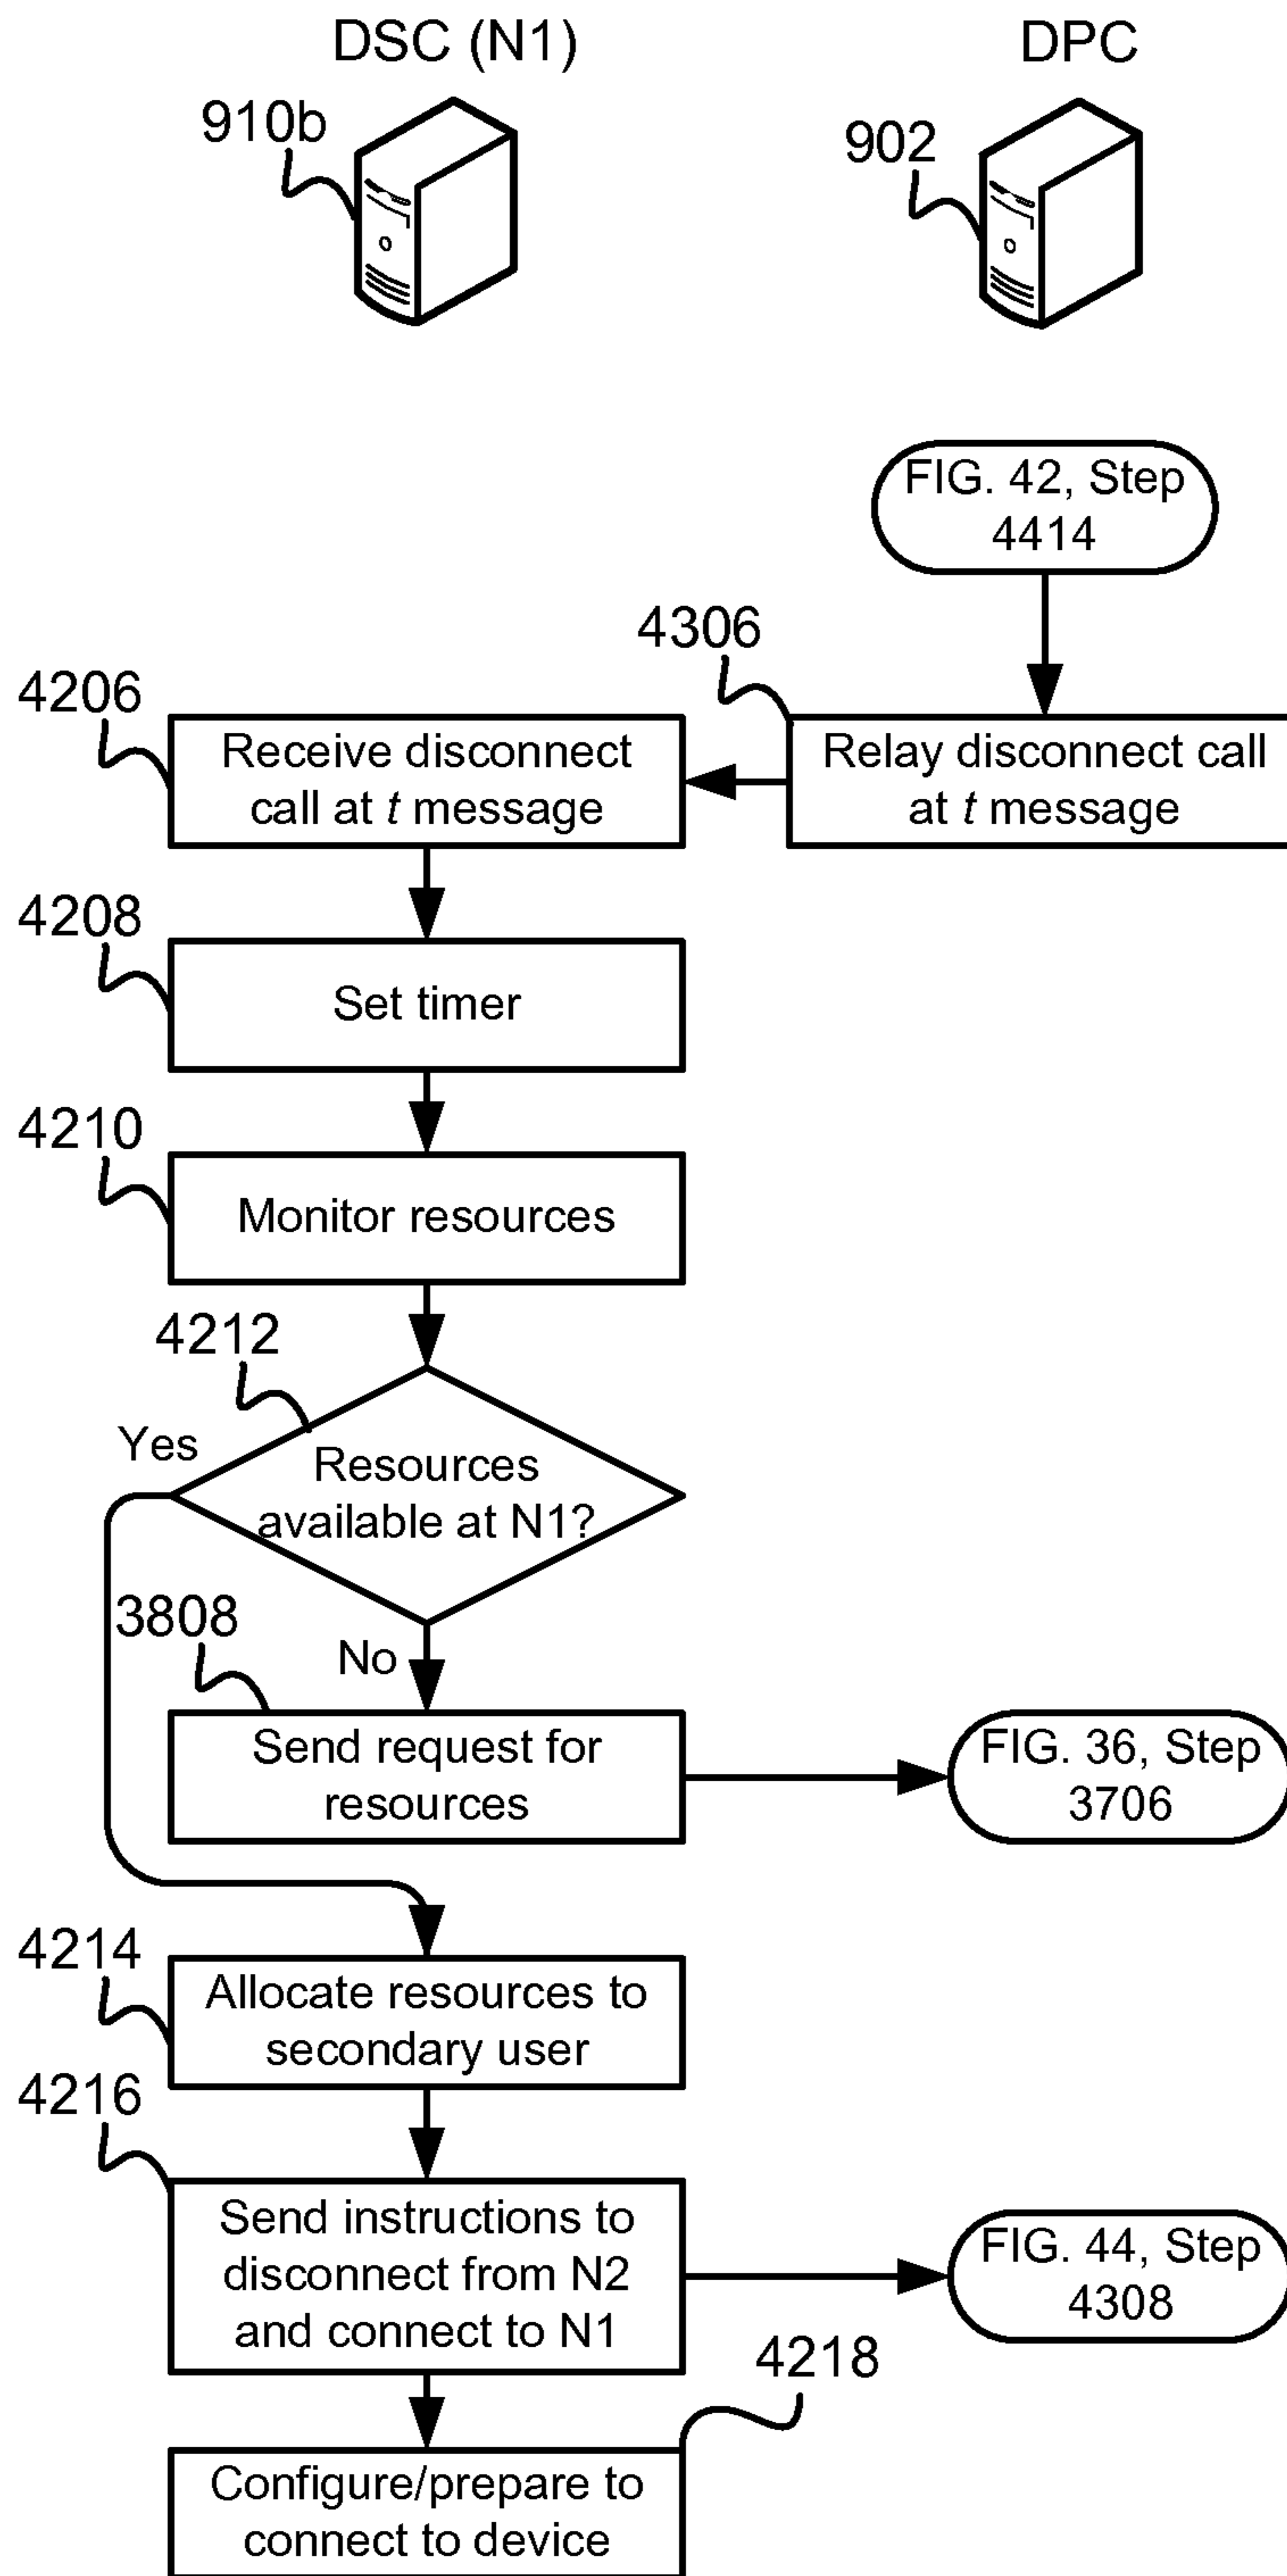 DSC (N1)
DPC
910b
902
FIG. 42, Step
4414
4306
4206
Receive disconnect
call at t message
Relay disconnect call
at t message
4208
Set timer
4210
Monitor resources
4212
Yes
Resources
available at N1?
3808
No
Send request for
resources
FIG. 36, Step
3706
4214
Allocate resources to
secondary user
4216
Send instructions to
disconnect from N2
and connect to N1
FIG. 44, Step
4308
4218
Configure/prepare to
connect to device